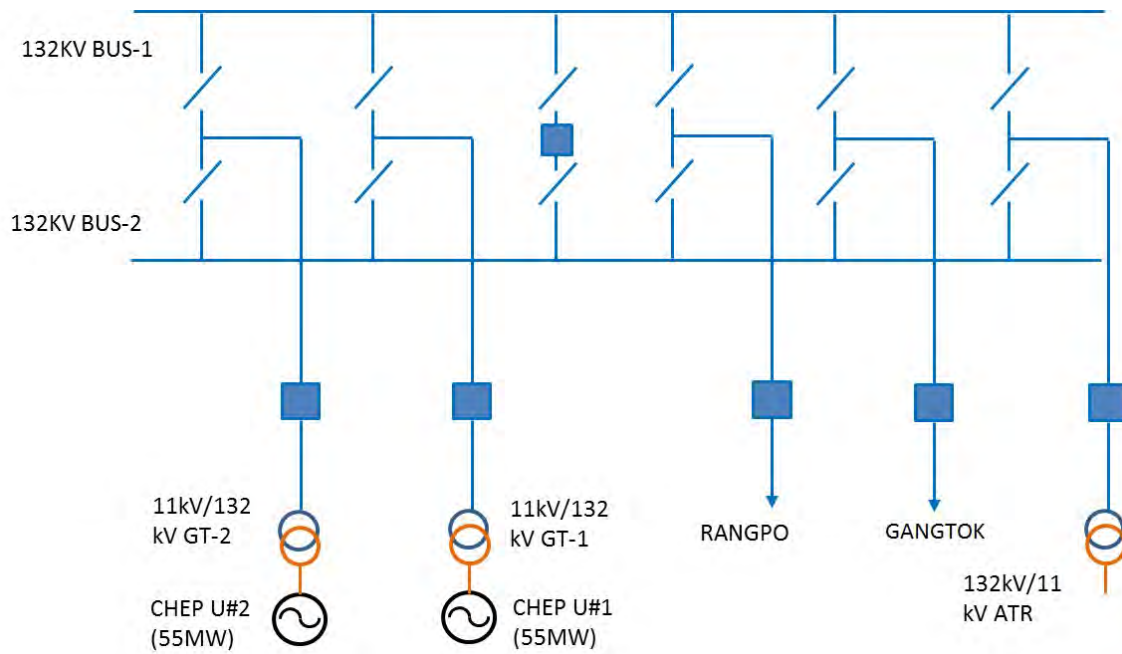 132KV BUS-1
132KV BUS-2
11kV/132
kV GT-2
11kV/132
kV GT-1
RANGPO
GANGTOK
132kV/11
kV ATR
CHEP U#2
(55MW)
CHEP U#1
(55MW)